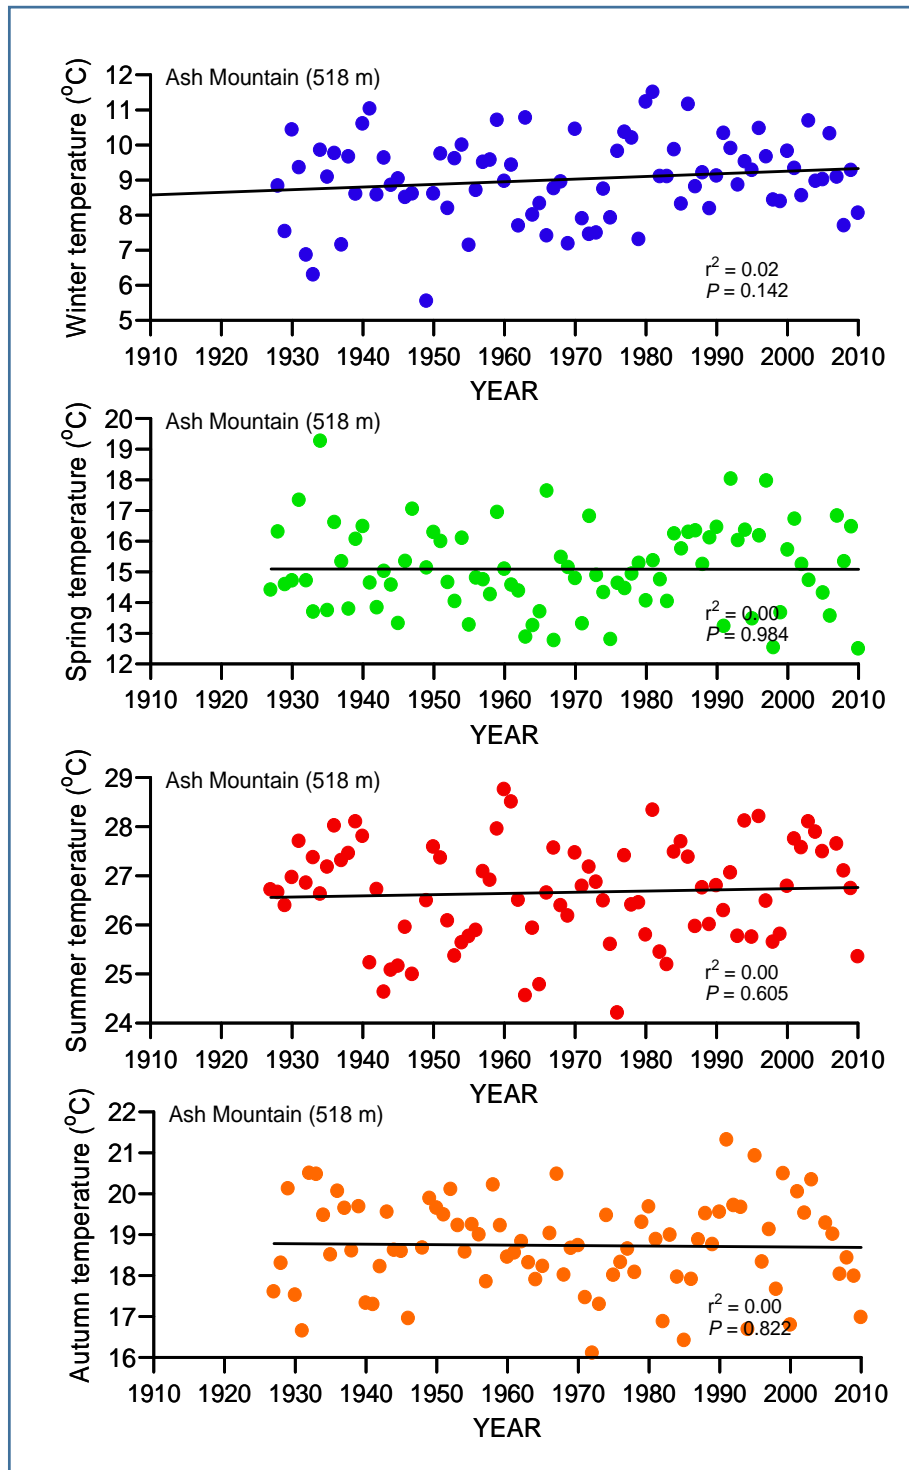 Ash Mountain (518 m)
Winter temperature (°C)
12
11
10
9
8
7
6
5
r² = 0.02
P = 0.142
1910 1920 1930 1940 1950 1960 1970 1980 1990 2000 2010
YEAR
Ash Mountain (518 m)
Spring temperature (°C)
20
19
18
17
16
15
14
13
12
r² = 0.00
P = 0.984
1910 1920 1930 1940 1950 1960 1970 1980 1990 2000 2010
YEAR
Ash Mountain (518 m)
Summer temperature (°C)
29
28
27
26
25
24
r² = 0.00
P = 0.605
1910 1920 1930 1940 1950 1960 1970 1980 1990 2000 2010
YEAR
Ash Mountain (518 m)
Autumn temperature (°C)
22
21
20
19
18
17
16
r² = 0.00
P = 0.822
1910 1920 1930 1940 1950 1960 1970 1980 1990 2000 2010
YEAR